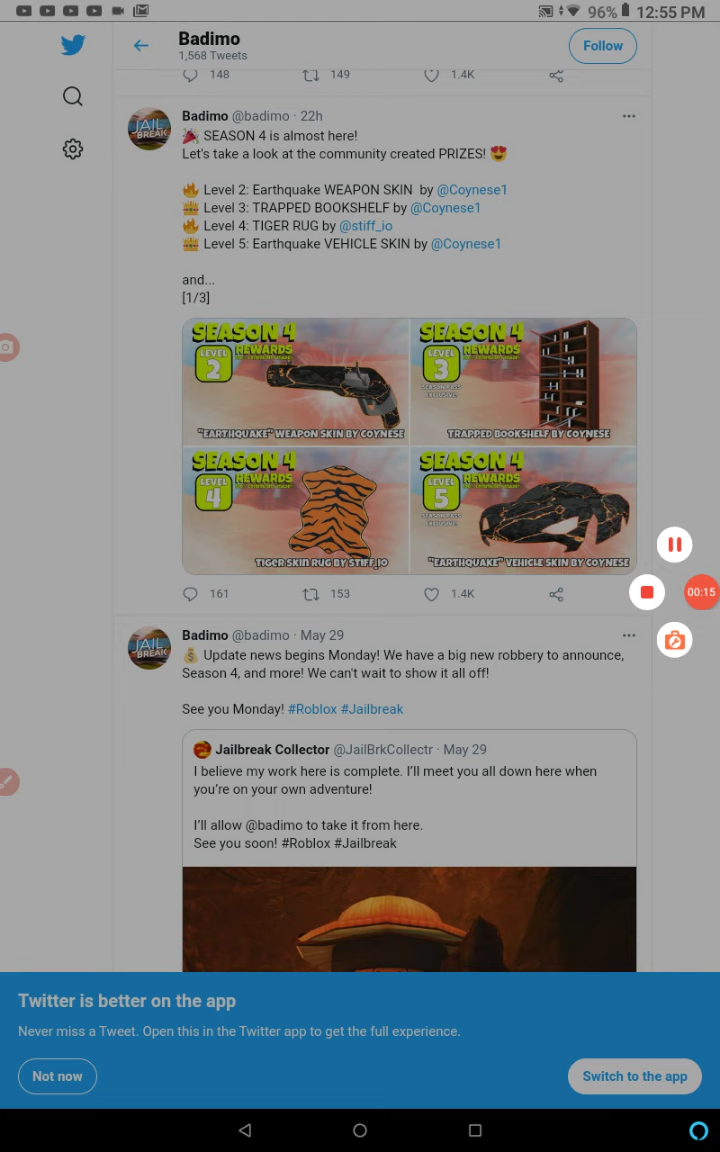 96% 12:55 PM
Badimo
1,568 Tweets
Follow
148 149 1.4K
Badimo @badimo · 22h
🎉 SEASON 4 is almost here!
Let's take a look at the community created PRIZES! 😍
🔥 Level 2: Earthquake WEAPON SKIN by @Coynese1
👑 Level 3: TRAPPED BOOKSHELF by @Coynese1
🔥 Level 4: TIGER RUG by @stiff_io
👑 Level 5: Earthquake VEHICLE SKIN by @Coynese1
and...
[1/3]
SEASON 4
LEVEL 2 REWARDS
"EARTHQUAKE" WEAPON SKIN BY COYNESE
SEASON 4
LEVEL 3 REWARDS
SEASON PASS
EXCLUSIVE!
TRAPPED BOOKSHELF BY COYNESE
SEASON 4
LEVEL 4 REWARDS
TIGER SKIN RUG BY STIFF_IO
SEASON 4
LEVEL 5 REWARDS
SEASON PASS
EXCLUSIVE!
"EARTHQUAKE" VEHICLE SKIN BY COYNESE
161 153 1.4K
00:15
JAIL
BREAK
Badimo @badimo · May 29
💰 Update news begins Monday! We have a big new robbery to announce,
Season 4, and more! We can't wait to show it all off!
See you Monday! #Roblox #Jailbreak
Jailbreak Collector @JailBrkCollectr · May 29
I believe my work here is complete. I'll meet you all down here when
you're on your own adventure!
I'll allow @badimo to take it from here.
See you soon! #Roblox #Jailbreak
Twitter is better on the app
Never miss a Tweet. Open this in the Twitter app to get the full experience.
Not now
Switch to the app